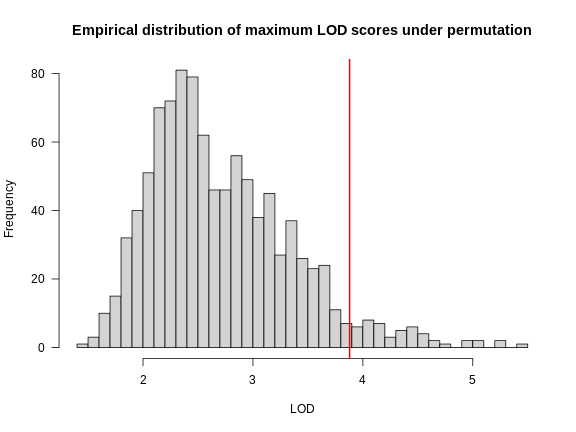 Empirical distribution of maximum LOD scores under permutation
80
60
40
20
0
Frequency
2 3 4 5
LOD